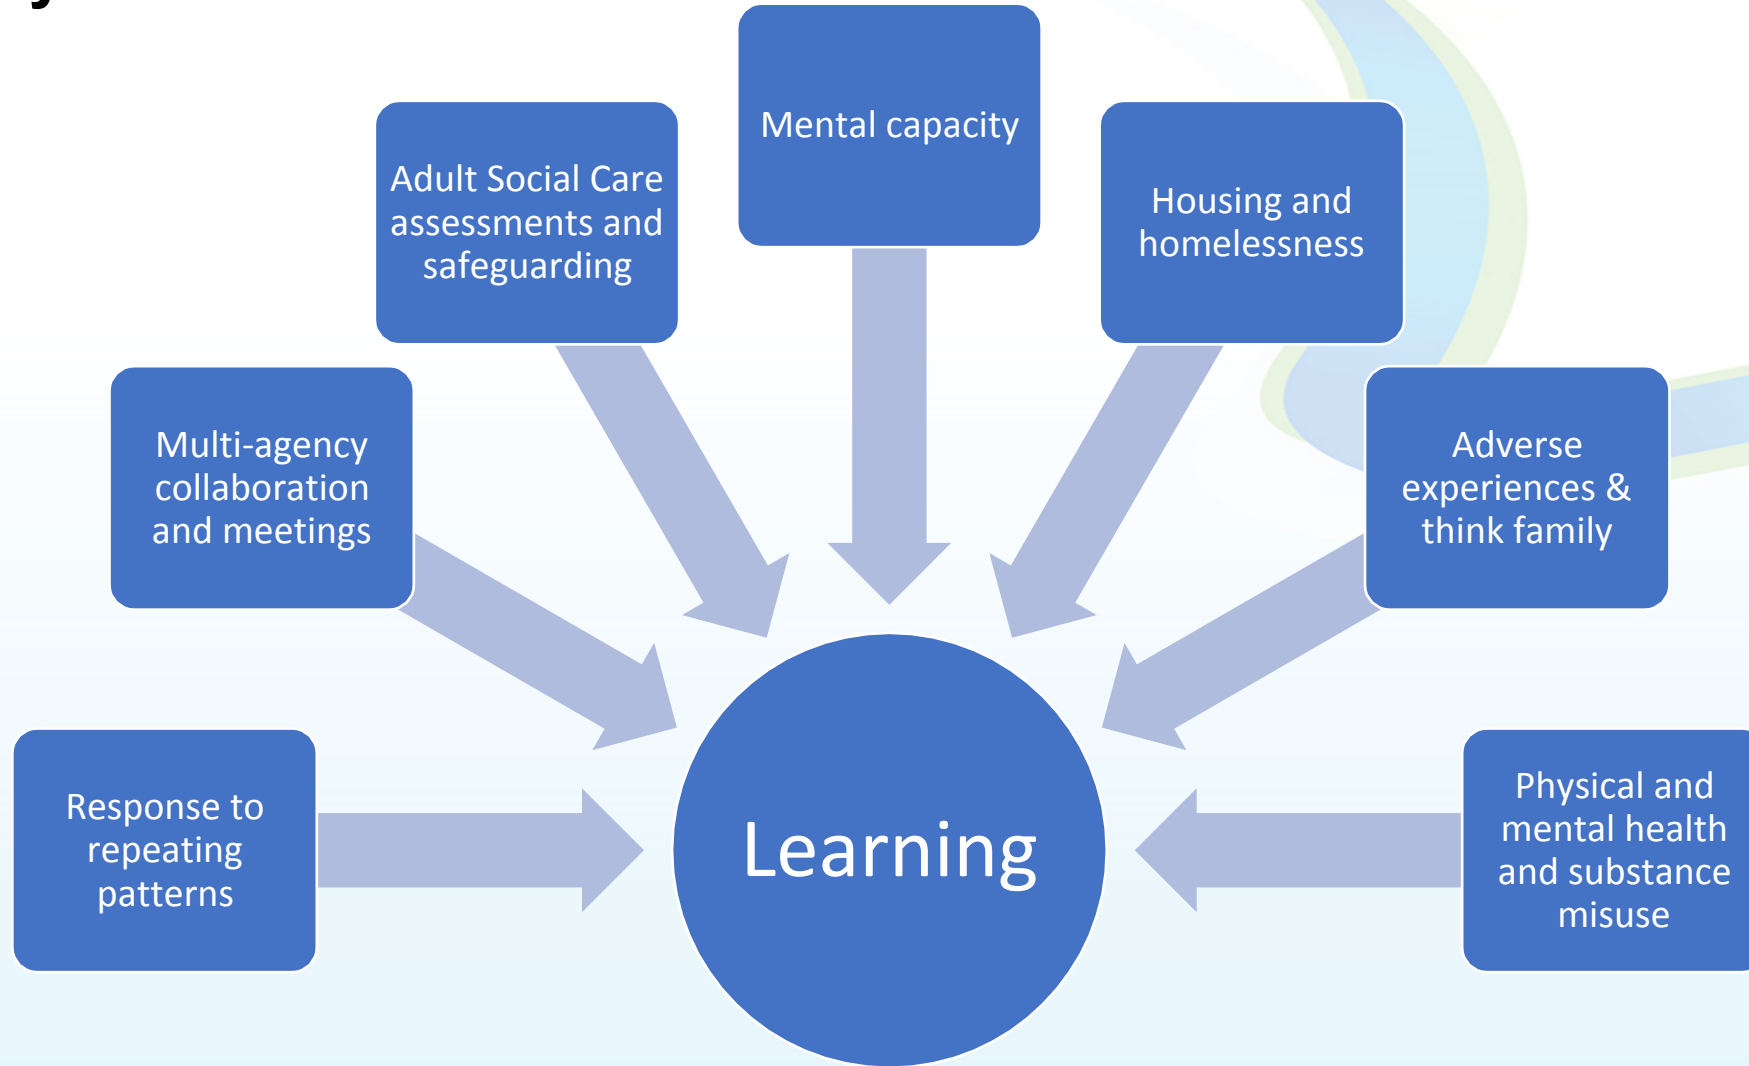 Mental capacity
Adult Social Care
assessments and
safeguarding
Housing and
homelessness
Multi-agency
collaboration
and meetings
Adverse
experiences &
think family
Response to
repeating
patterns
Learning
Physical and
mental health
and substance
misuse